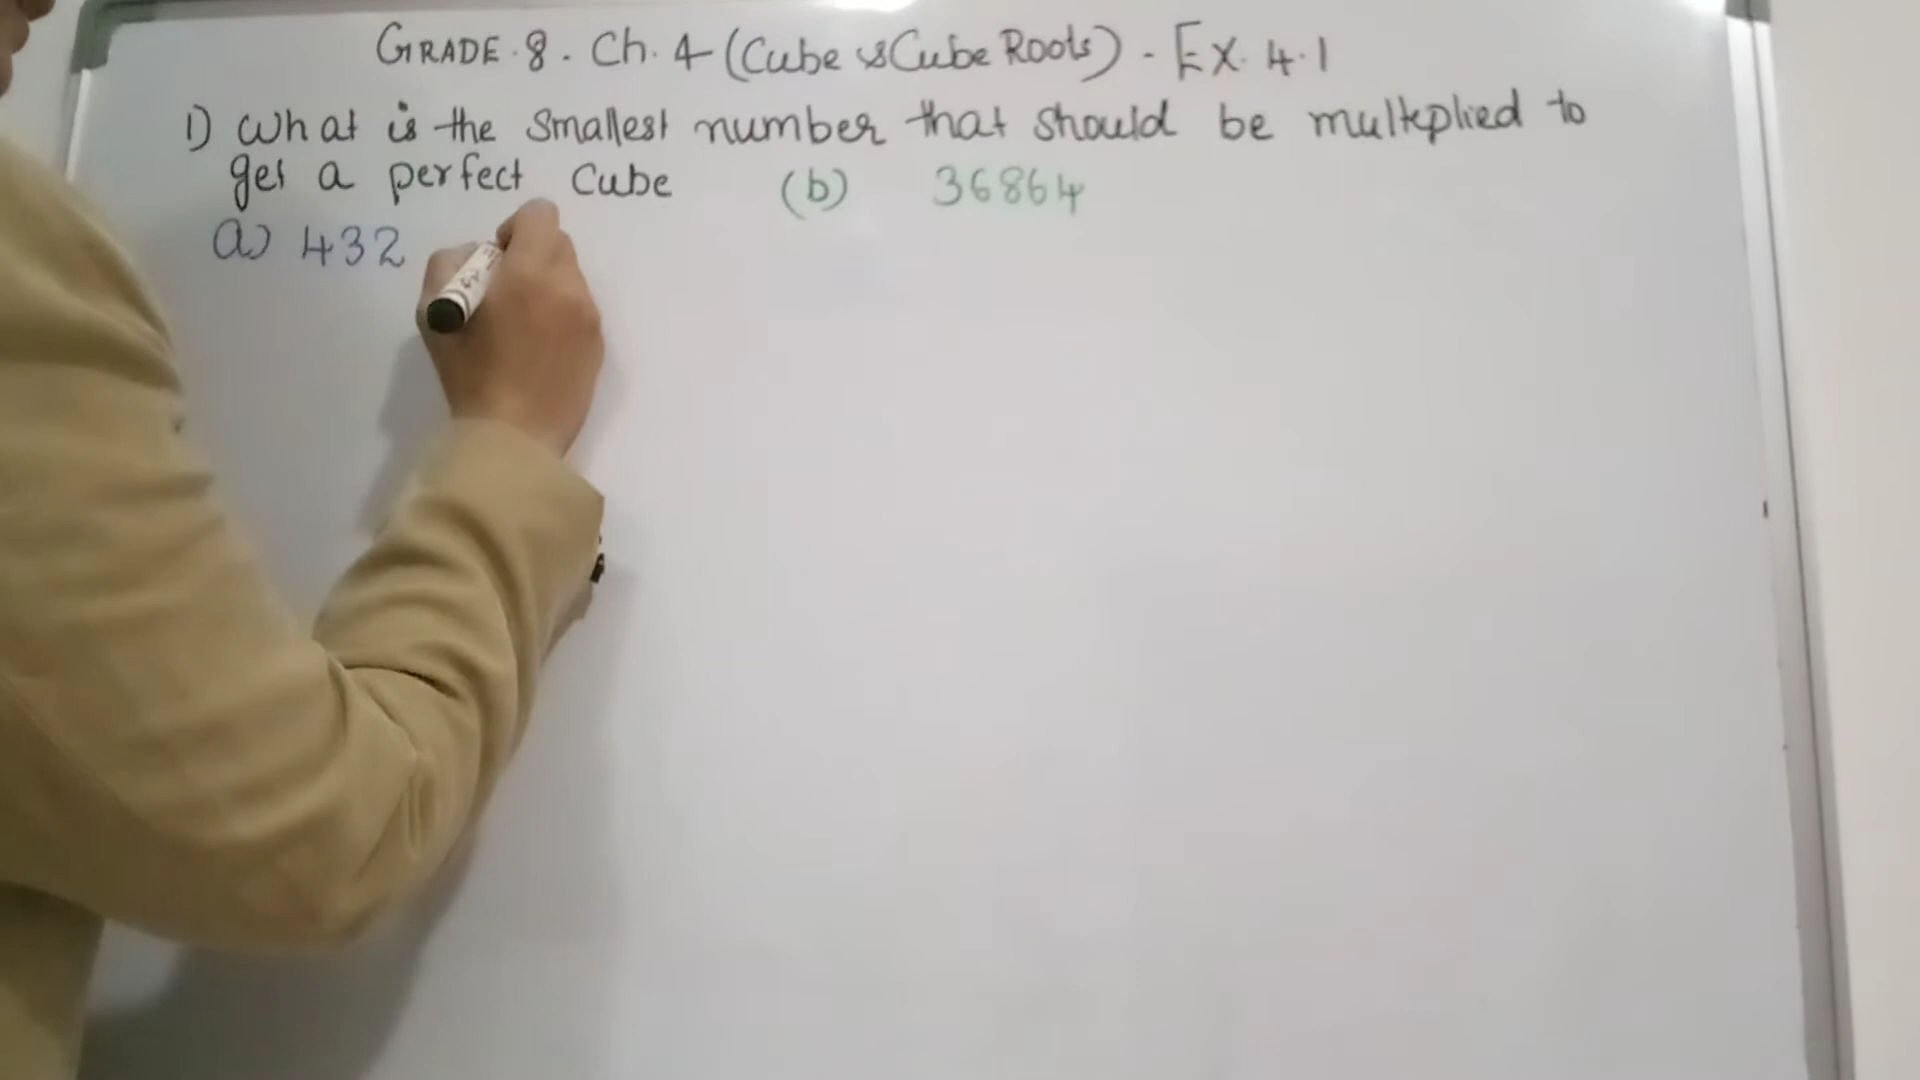 GRADE. 8. Ch. 4 (Cube & Cube Roots) - EX. 4.1
1) What is the smallest number that should be multiplied to
get a perfect Cube (b) 36864
a) 432